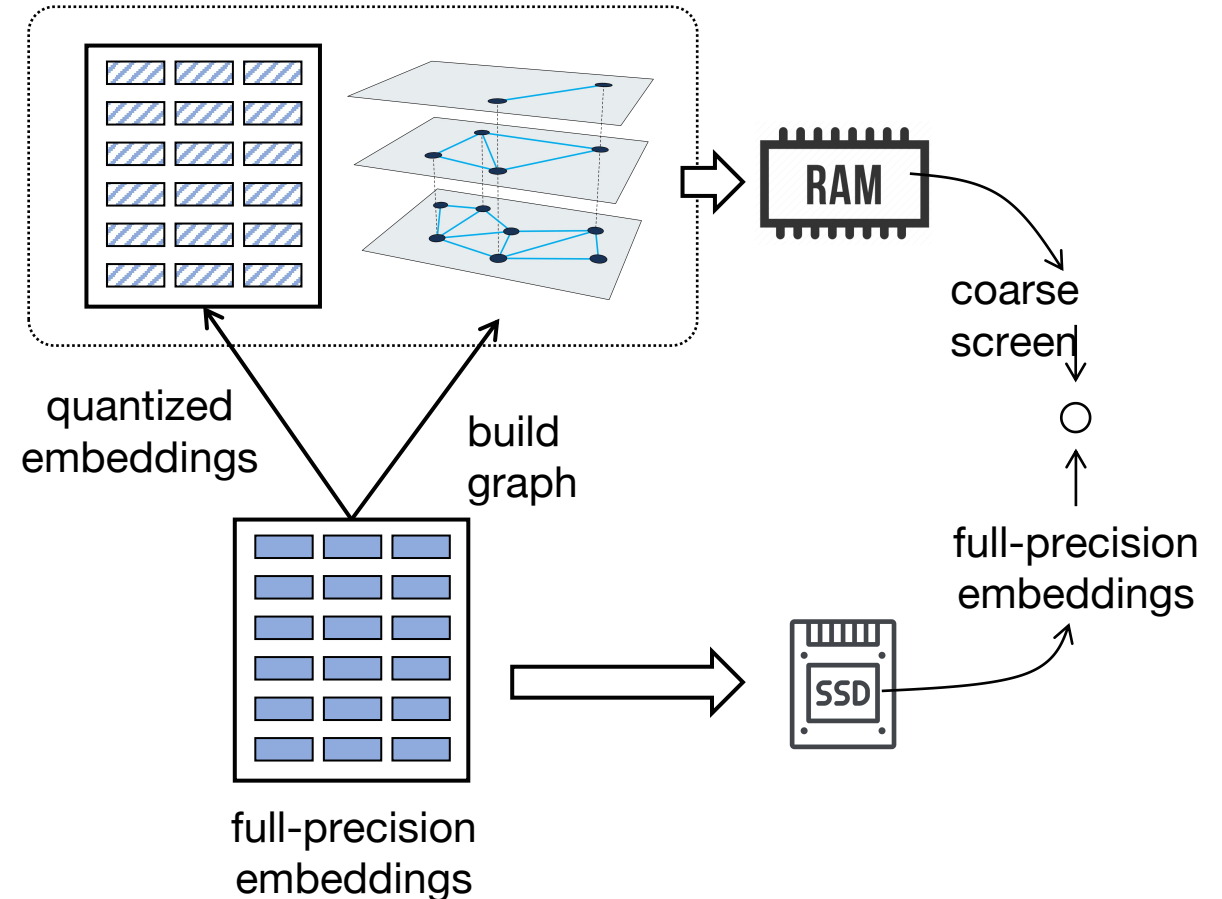 RAM
coarse
screen
quantized
embeddings
build
graph
full-precision
embeddings
SSD
full-precision
embeddings